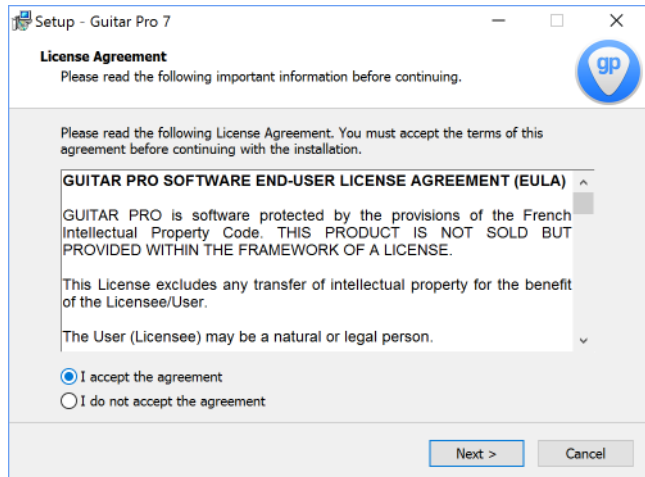 Setup - Guitar Pro 7
License Agreement
Please read the following important information before continuing.
gp
Please read the following License Agreement. You must accept the terms of this
agreement before continuing with the installation.
GUITAR PRO SOFTWARE END-USER LICENSE AGREEMENT (EULA)
GUITAR PRO is software protected by the provisions of the French
Intellectual Property Code. THIS PRODUCT IS NOT SOLD BUT
PROVIDED WITHIN THE FRAMEWORK OF A LICENSE.
This License excludes any transfer of intellectual property for the benefit
of the Licensee/User.
The User (Licensee) may be a natural or legal person.
I accept the agreement
I do not accept the agreement
Next >
Cancel